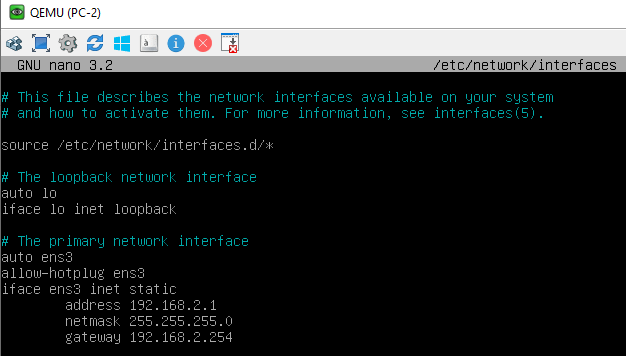 QEMU (PC-2)
GNU nano 3.2 /etc/network/interfaces
# This file describes the network interfaces available on your system
# and how to activate them. For more information, see interfaces(5).
source /etc/network/interfaces.d/*
# The loopback network interface
auto lo
iface lo inet loopback
# The primary network interface
auto ens3
allow-hotplug ens3
iface ens3 inet static
address 192.168.2.1
netmask 255.255.255.0
gateway 192.168.2.254